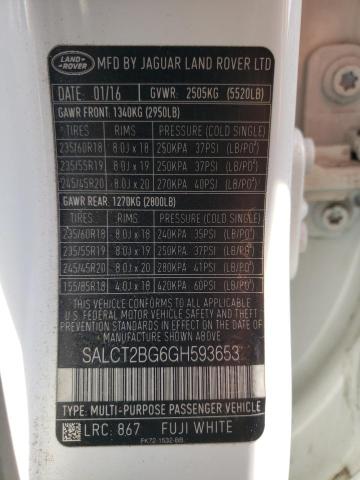 LAND ROVER
MFD BY JAGUAR LAND ROVER LTD
DATE: 01/16 GVWR: 2505KG (5520LB)
GAWR FRONT: 1340KG (2950LB)
TIRES RIMS PRESSURE (COLD SINGLE)
235/60R18 8.0J x 18 250KPA 37PSI (LB/PO²)
235/55R19 8.0J x 19 250KPA 37PSI (LB/PO²)
245/45R20 8.0J x 20 270KPA 40PSI (LB/PO²)
GAWR REAR: 1270KG (2800LB)
TIRES RIMS PRESSURE (COLD SINGLE)
235/60R18 8.0J x 18 240KPA 35PSI (LB/PO²)
235/55R19 8.0J x 19 250KPA 37PSI (LB/PO²)
245/45R20 8.0J x 20 280KPA 41PSI (LB/PO²)
155/85R18 4.0J x 18 420KPA 60PSI (LB/PO²)
THIS VEHICLE CONFORMS TO ALL APPLICABLE
U.S. FEDERAL MOTOR VEHICLE SAFETY AND
THEFT PREVENTION STANDARDS IN EFFECT ON
THE DATE OF MANUFACTURE SHOWN ABOVE.
SALCT2BG6GH593653
TYPE: MULTI-PURPOSE PASSENGER VEHICLE
LRC: 867 FUJI WHITE
FK72-1532-BB